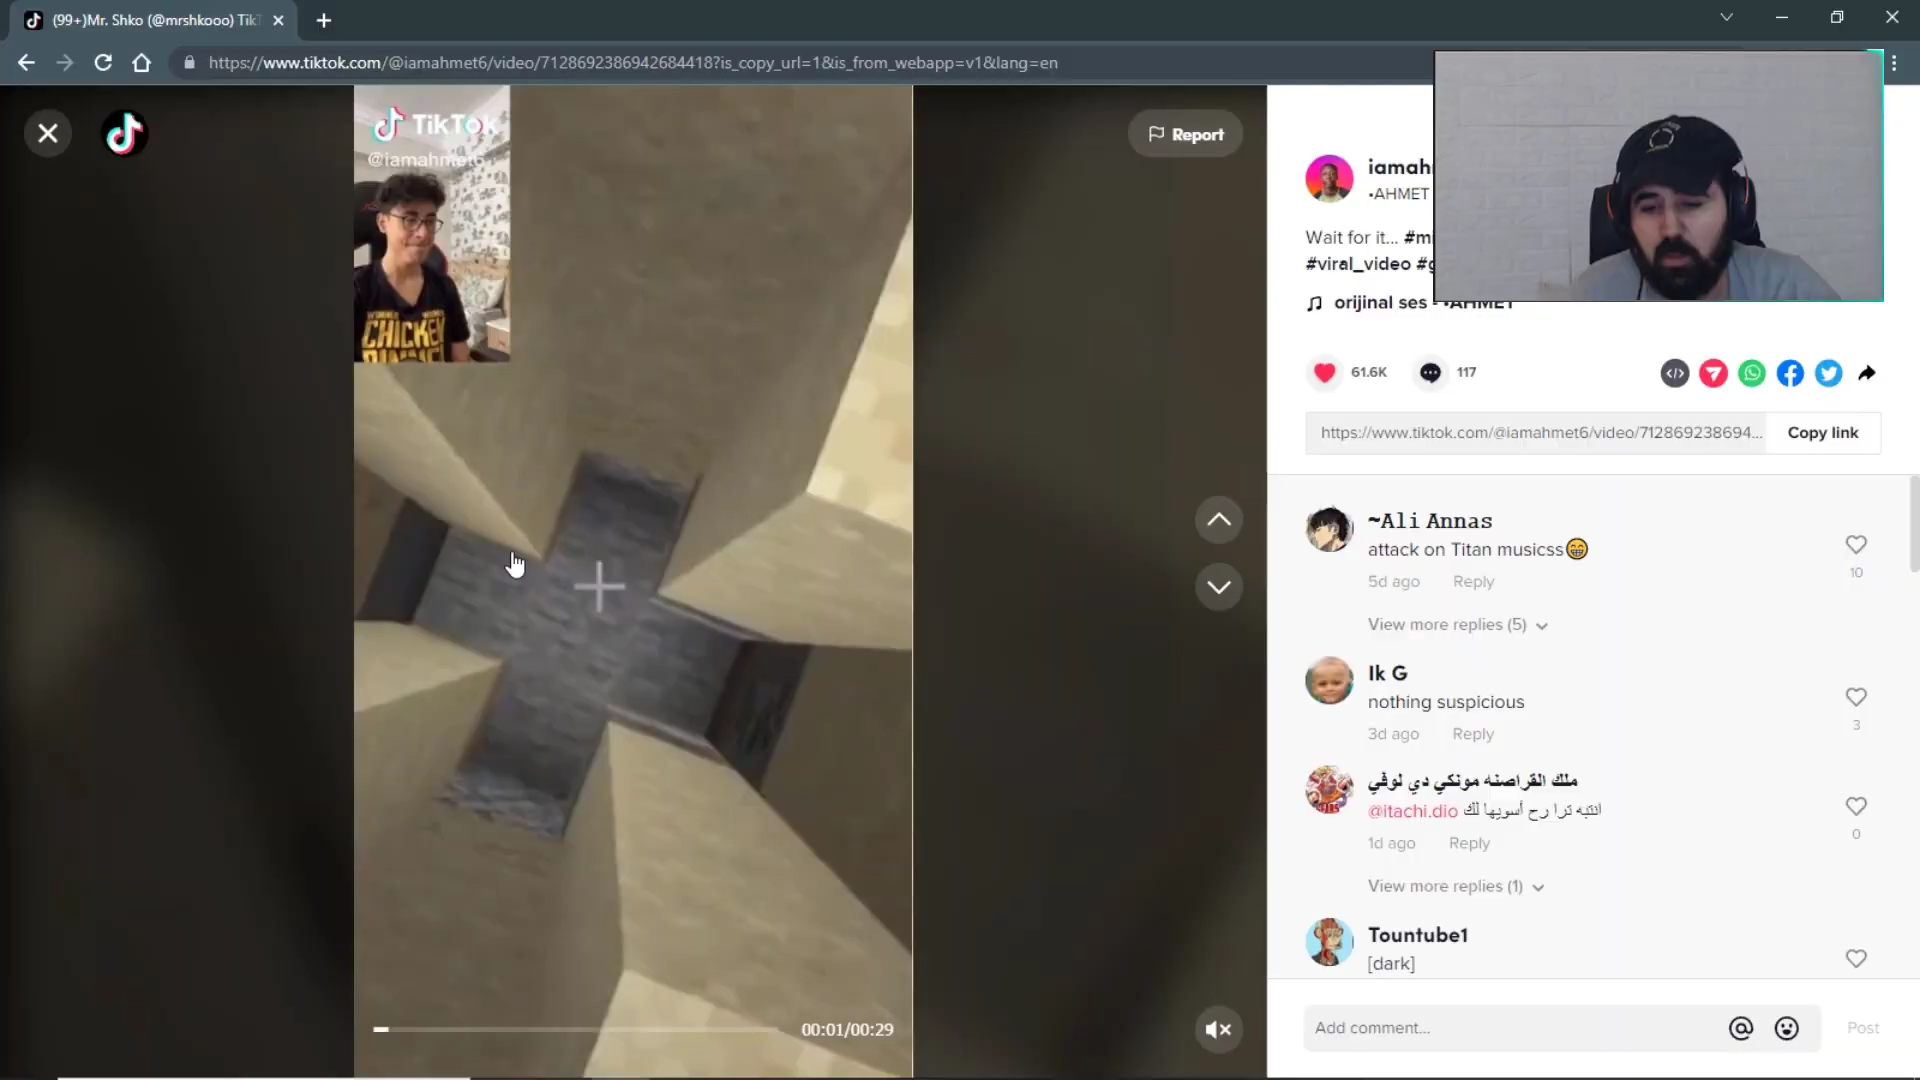 (99+)Mr. Shko (@mrshkooo) Tik
https://www.tiktok.com/@iamahmet6/video/7128692386942684418?is_copy_url=1&is_from_webapp=v1&lang=en
TikTok
@iamahmet6
CHICKEN
Report
•AHMET
Wait for it...
#viral_video
orijinal ses - •AHMET
61.6K
117
https://www.tiktok.com/@iamahmet6/video/712869238694...
Copy link
~Ali Annas
attack on Titan musicss😁
10
5d ago Reply
View more replies (5)
Ik G
nothing suspicious
3
3d ago Reply
ملك القراصنه مونكي دي لوفي
@itachi.dio انتبه ترا رح أسويها لك
0
1d ago Reply
View more replies (1)
Tountube1
[dark]
00:01/00:29
Add comment...
Post